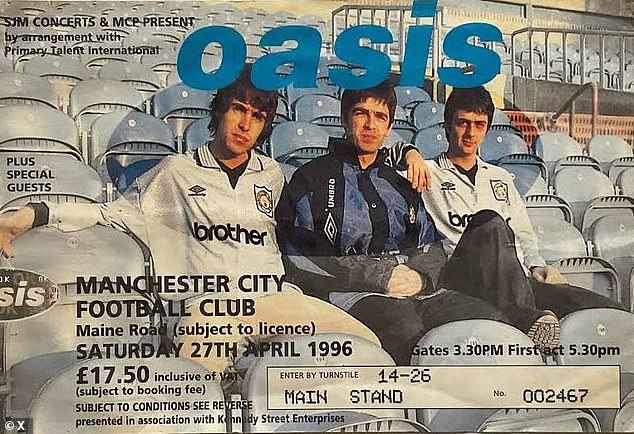 SJM CONCERTS & MCP PRESENT
by arrangement with
Primary Talent International
oasis
PLUS
SPECIAL
GUESTS
UMBRO
brother
sis
MANCHESTER CITY
FOOTBALL CLUB
Maine Road (subject to licence)
SATURDAY 27TH APRIL 1996
Gates 3.30PM First act 5.30pm
£17.50 inclusive of VAT
(subject to booking fee)
ENTER BY TURNSTILE 14-26
MAIN STAND No. 002467
SUBJECT TO CONDITIONS SEE REVERSE
presented in association with Kennedy Street Enterprises
© X